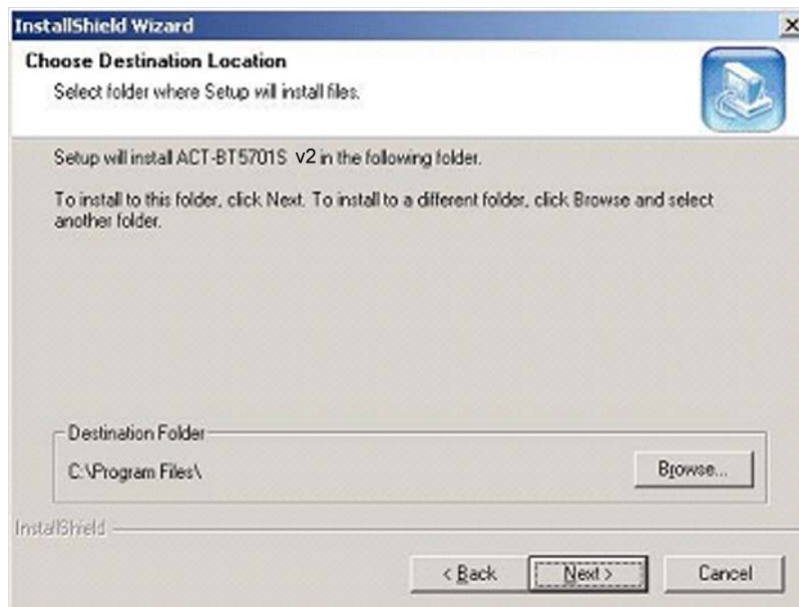 InstallShield Wizard
Choose Destination Location
Select folder where Setup will install files.
Setup will install ACT-BT5701S v2 in the following folder.
To install to this folder, click Next. To install to a different folder, click Browse and select
another folder.
Destination Folder
C:\Program Files\
Browse...
InstallShield
< Back
Next >
Cancel